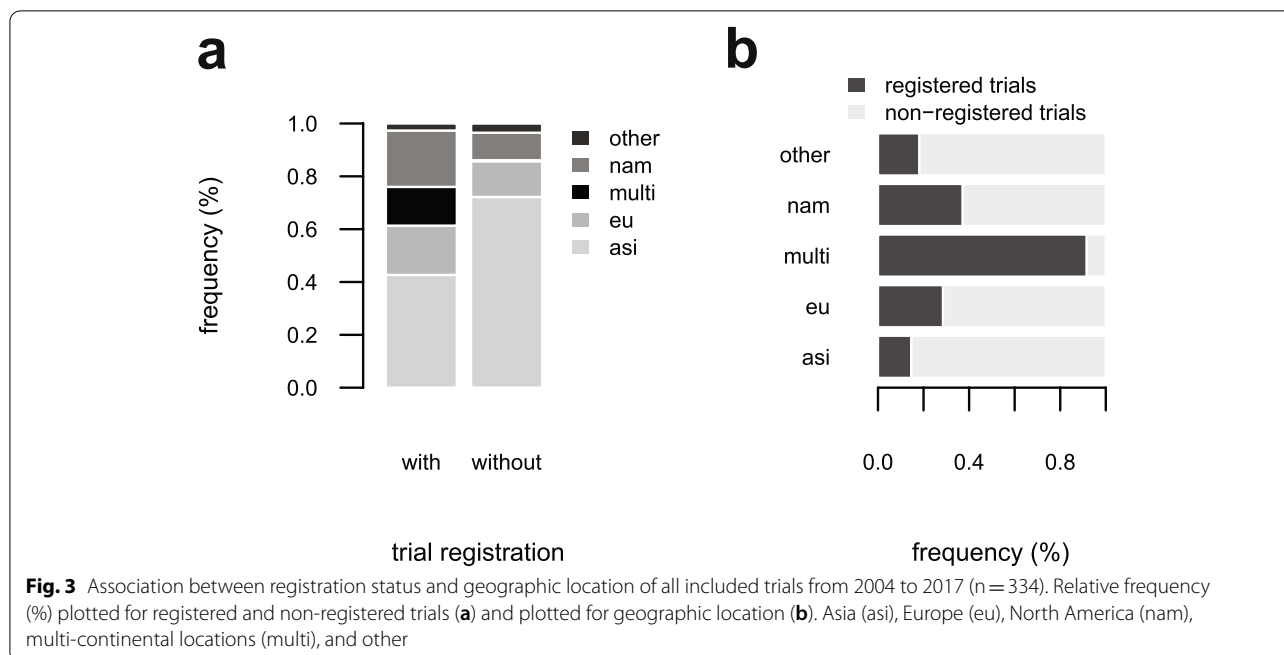 a
1.0
0.8
0.6
0.4
0.2
0.0
frequency (%)
other
nam
multi
eu
asi
with without
trial registration
b
registered trials
non−registered trials
other
nam
multi
eu
asi
0.0 0.4 0.8
frequency (%)
Fig. 3 Association between registration status and geographic location of all included trials from 2004 to 2017 (n = 334). Relative frequency
(%) plotted for registered and non-registered trials (a) and plotted for geographic location (b). Asia (asi), Europe (eu), North America (nam),
multi-continental locations (multi), and other